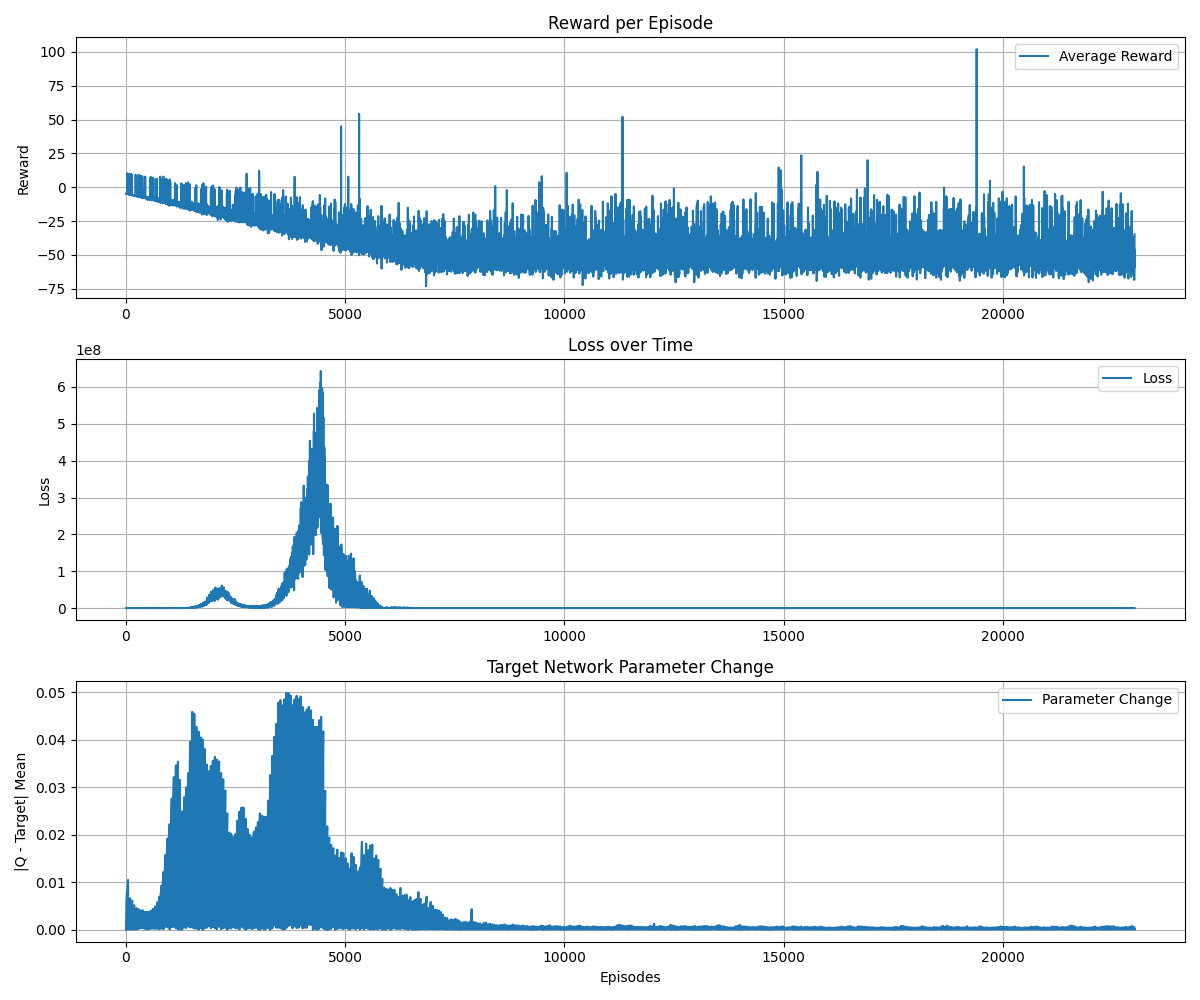 Reward per Episode
Average Reward
Reward
100
75
50
25
0
−25
−50
−75
0 5000 10000 15000 20000
Loss over Time
1e8
Loss
Loss
6
5
4
3
2
1
0
0 5000 10000 15000 20000
Target Network Parameter Change
Parameter Change
|Q - Target| Mean
0.05
0.04
0.03
0.02
0.01
0.00
0 5000 10000 15000 20000
Episodes